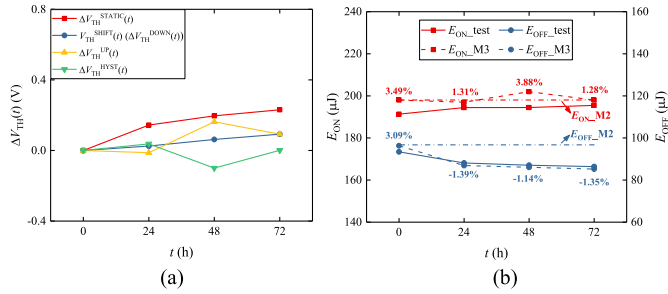 0.8
0.4
0.0
-0.4
ΔV_TH(t) (V)
ΔV_TH^STATIC(t)
V_TH^SHIFT(t) (ΔV_TH^DOWN(t))
ΔV_TH^UP(t)
ΔV_TH^HYST(t)
0 24 48 72
t (h)
(a)
240
220
200
180
160
140
E_ON (μJ)
E_ON_test E_OFF_test
E_ON_M3 E_OFF_M3
3.49% 1.31% 3.88% 1.28%
E_ON_M2
E_OFF_M2
3.09%
-1.39% -1.14% -1.35%
160
140
120
100
80
60
E_OFF (μJ)
0 24 48 72
t (h)
(b)